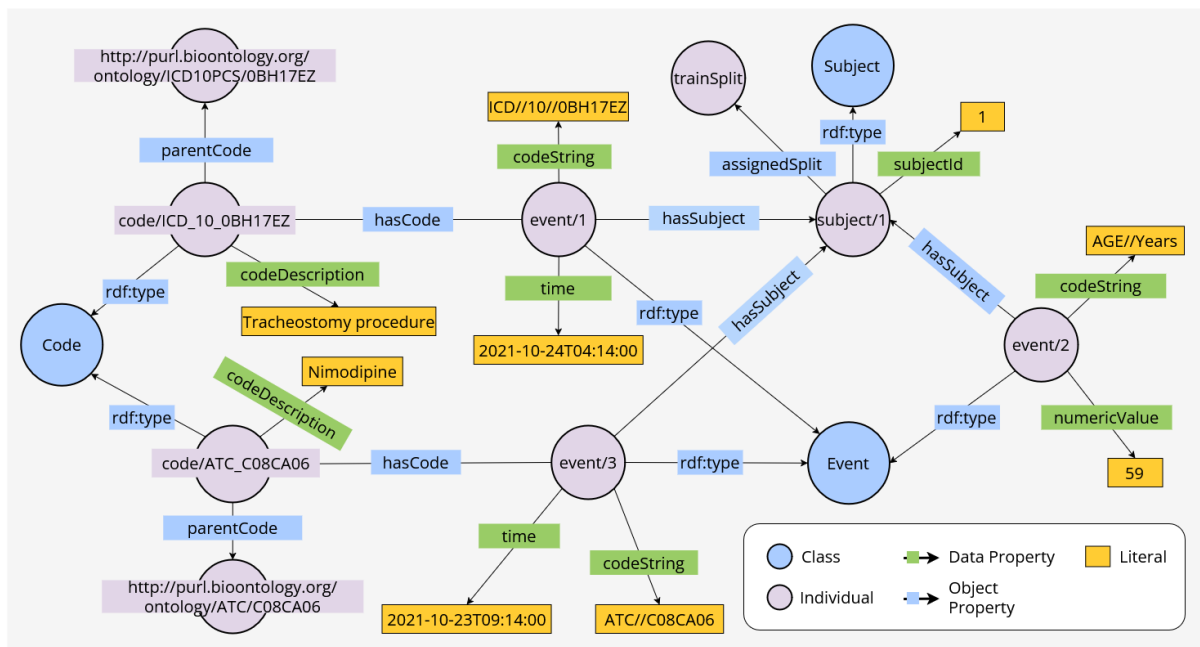 http://purl.bioontology.org/
ontology/ICD10PCS/0BH17EZ
parentCode
code/ICD_10_0BH17EZ
hasCode
rdf:type
codeDescription
Tracheostomy procedure
Code
rdf:type
codeDescription
Nimodipine
code/ATC_C08CA06
hasCode
parentCode
http://purl.bioontology.org/
ontology/ATC/C08CA06
ICD//10//0BH17EZ
codeString
event/1
hasSubject
time
2021-10-24T04:14:00
rdf:type
trainSplit
Subject
assignedSplit
rdf:type
subjectId
1
subject/1
hasSubject
hasSubject
AGE//Years
codeString
event/2
rdf:type
numericValue
59
event/3
rdf:type
Event
time
2021-10-23T09:14:00
codeString
ATC//C08CA06
Class
Data Property
Literal
Individual
Object
Property